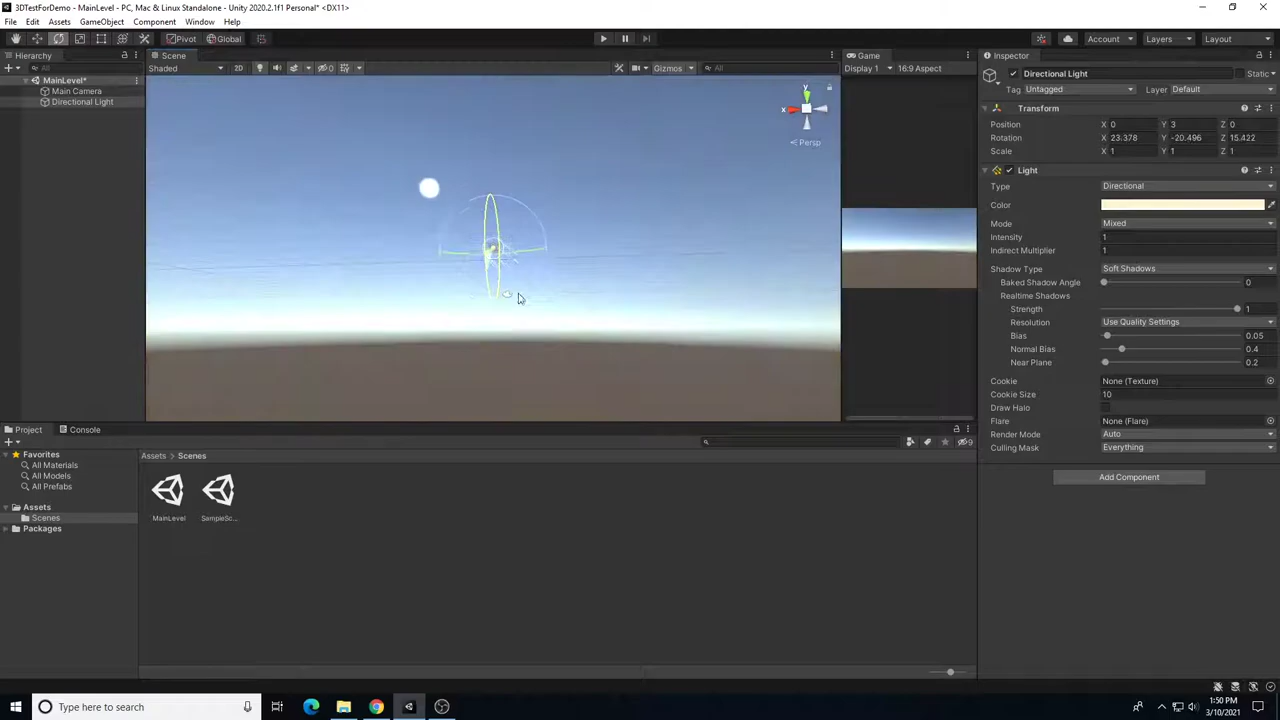 3DTestForDemo - MainLevel - PC, Mac & Linux Standalone - Unity 2020.2.1f1 Personal* <DX11>
File Edit Assets GameObject Component Window Help
Pivot Global Account Layers Layout
Hierarchy Scene Game Inspector
All Shaded 2D 0 Gizmos All Display 1 16:9 Aspect
Directional Light Static
MainLevel*
Main Camera
Directional Light
Tag Untagged Layer Default
Transform
Position X 0 Y 3 Z 0
Rotation X 23.378 Y -20.496 Z 15.422
Scale X 1 Y 1 Z 1
y
x
Persp
Light
Type Directional
Color
Mode Mixed
Intensity 1
Indirect Multiplier 1
Shadow Type Soft Shadows
Baked Shadow Angle 0
Realtime Shadows
Strength 1
Resolution Use Quality Settings
Bias 0.05
Normal Bias 0.4
Near Plane 0.2
Cookie None (Texture)
Cookie Size 10
Draw Halo
Flare None (Flare)
Render Mode Auto
Culling Mask Everything
Add Component
Project Console
9
Favorites
All Materials
All Models
All Prefabs
Assets
Scenes
Packages
Assets > Scenes
MainLevel SampleSc...
Type here to search
1:50 PM
3/10/2021